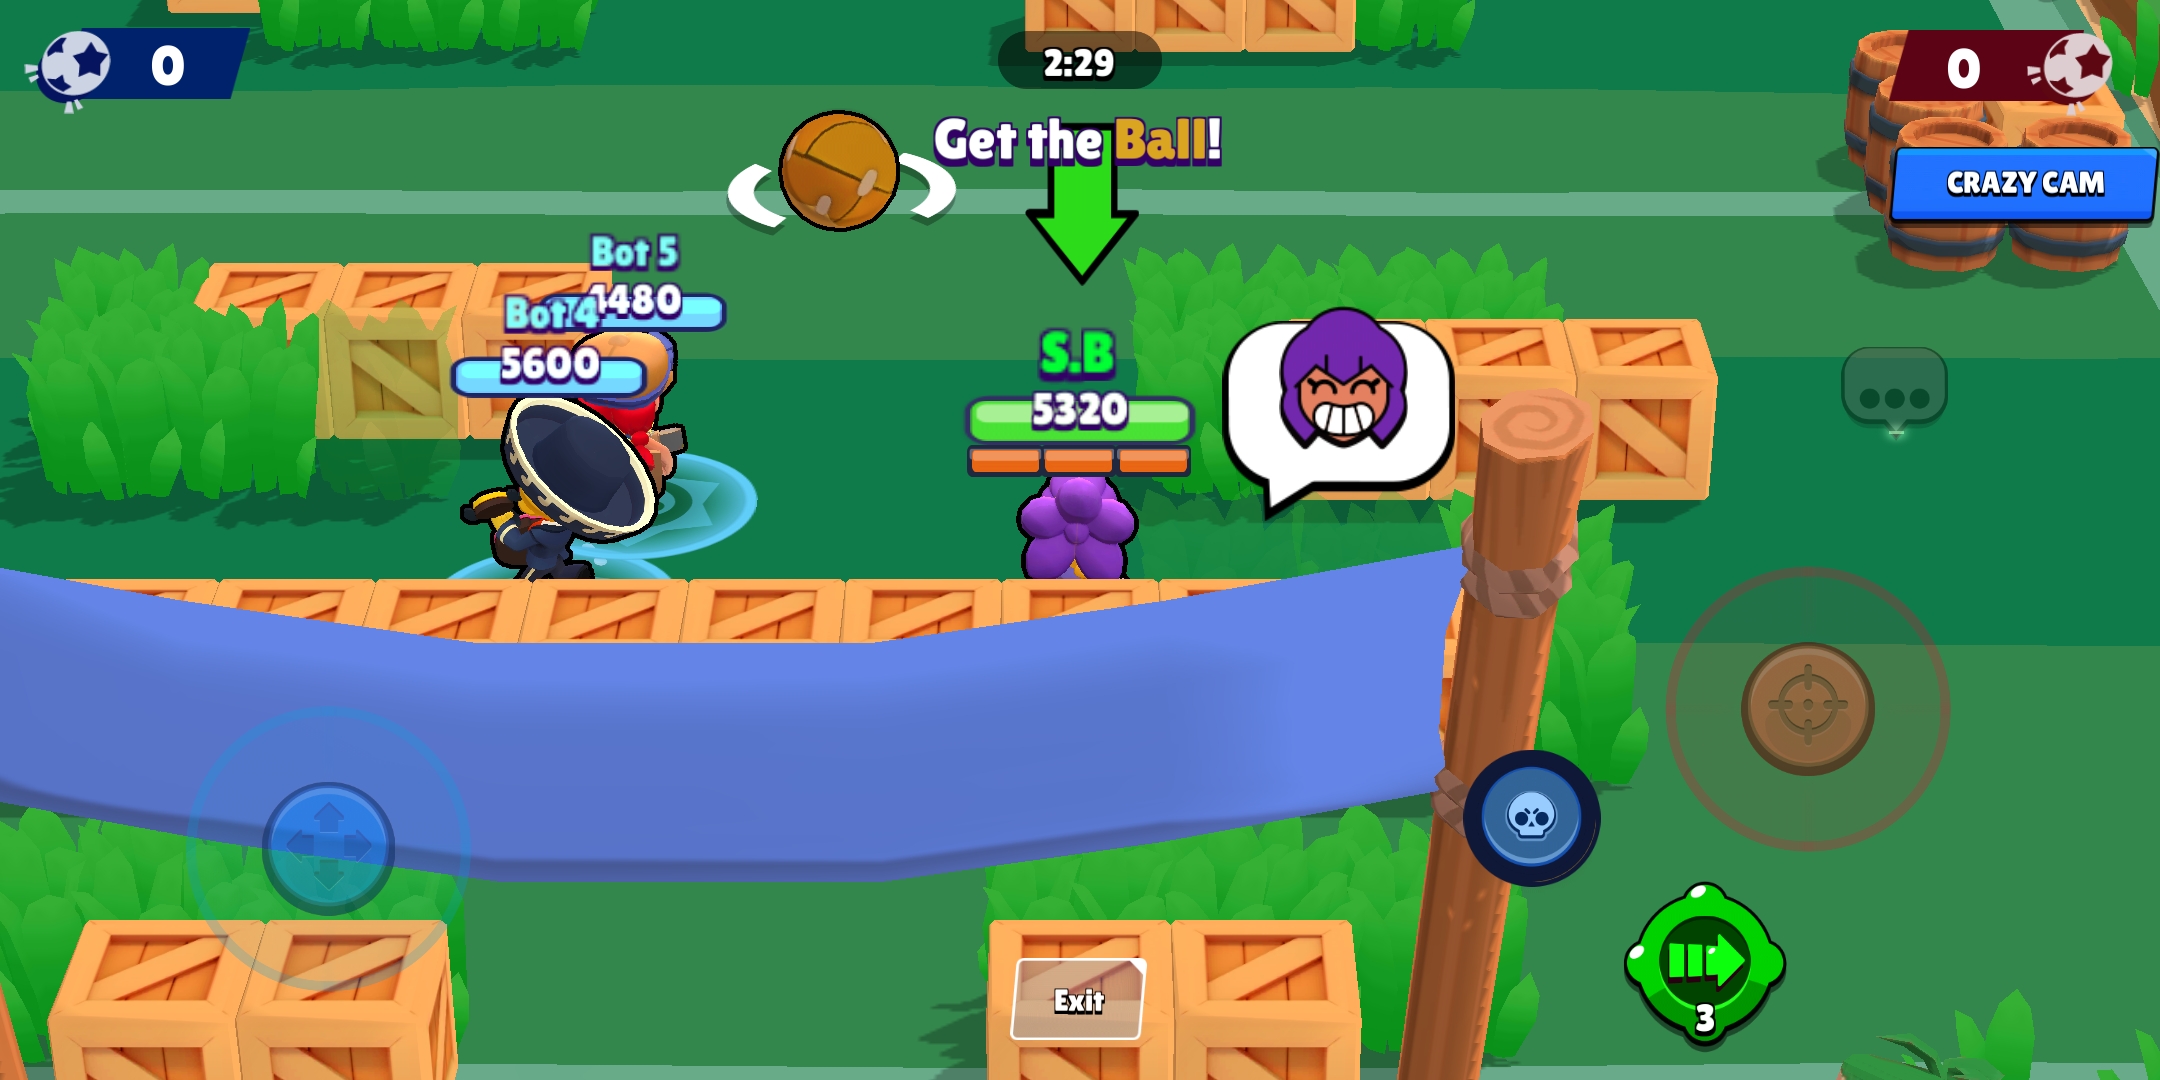 0
2:29
0
Get the Ball!
CRAZY CAM
Bot 5
4480
Bot 4
5600
S.B
5320
Exit
3